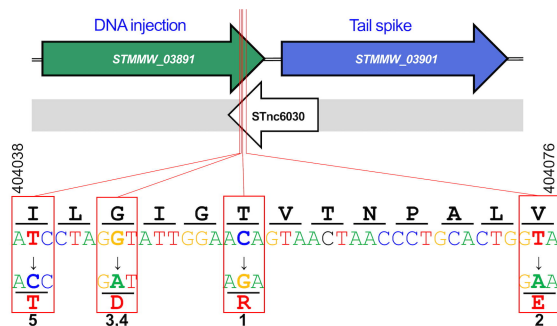 DNA injection Tail spike
STMMW_03891 STMMW_03901
STnc6030
404038 404076
I L G I G T V T N P A L V
ATCCTAGGTATTGGAACAGTAACTAACCCTGCACTGGTA
↓ ↓ ↓ ↓
ACC GAT AGA GAA
T D R E
5 3,4 1 2